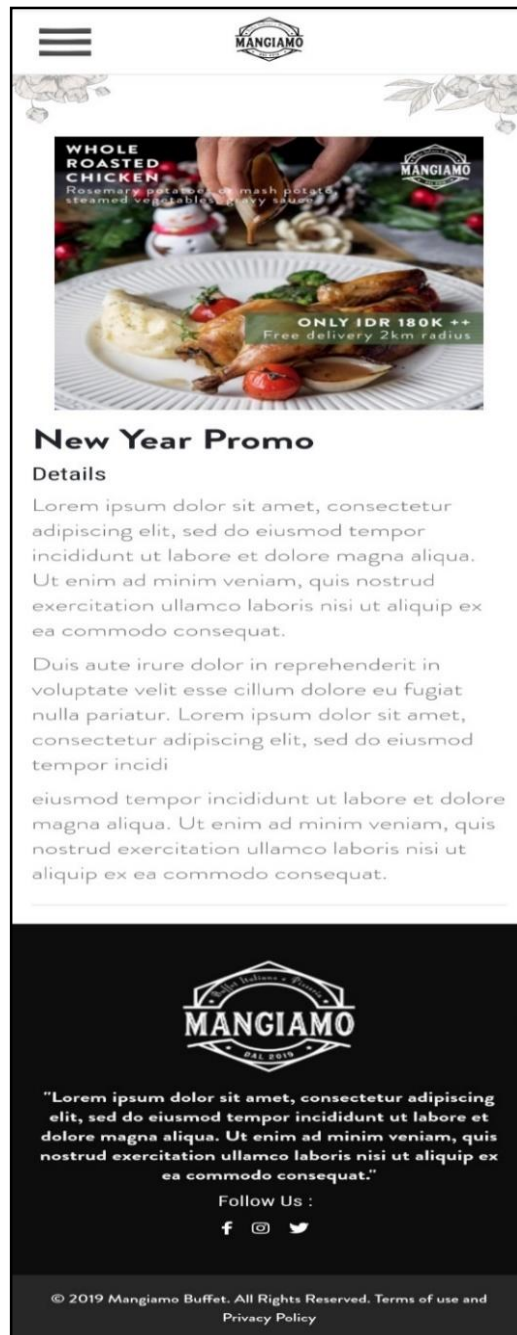 MANGIAMO
WHOLE
ROASTED
CHICKEN
Rosemary potatoes or mash potato
steamed vegetables, gravy sauce
MANGIAMO
ONLY IDR 180K ++
Free delivery 2km radius
New Year Promo
Details
Lorem ipsum dolor sit amet, consectetur
adipiscing elit, sed do eiusmod tempor
incididunt ut labore et dolore magna aliqua.
Ut enim ad minim veniam, quis nostrud
exercitation ullamco laboris nisi ut aliquip ex
ea commodo consequat.
Duis aute irure dolor in reprehenderit in
voluptate velit esse cillum dolore eu fugiat
nulla pariatur. Lorem ipsum dolor sit amet,
consectetur adipiscing elit, sed do eiusmod
tempor incidi
eiusmod tempor incididunt ut labore et dolore
magna aliqua. Ut enim ad minim veniam, quis
nostrud exercitation ullamco laboris nisi ut
aliquip ex ea commodo consequat.
Buffet Italiano • Pizzeria
MANGIAMO
DAL 2019
"Lorem ipsum dolor sit amet, consectetur adipiscing
elit, sed do eiusmod tempor incididunt ut labore et
dolore magna aliqua. Ut enim ad minim veniam, quis
nostrud exercitation ullamco laboris nisi ut aliquip ex
ea commodo consequat."
Follow Us :
© 2019 Mangiamo Buffet. All Rights Reserved. Terms of use and
Privacy Policy